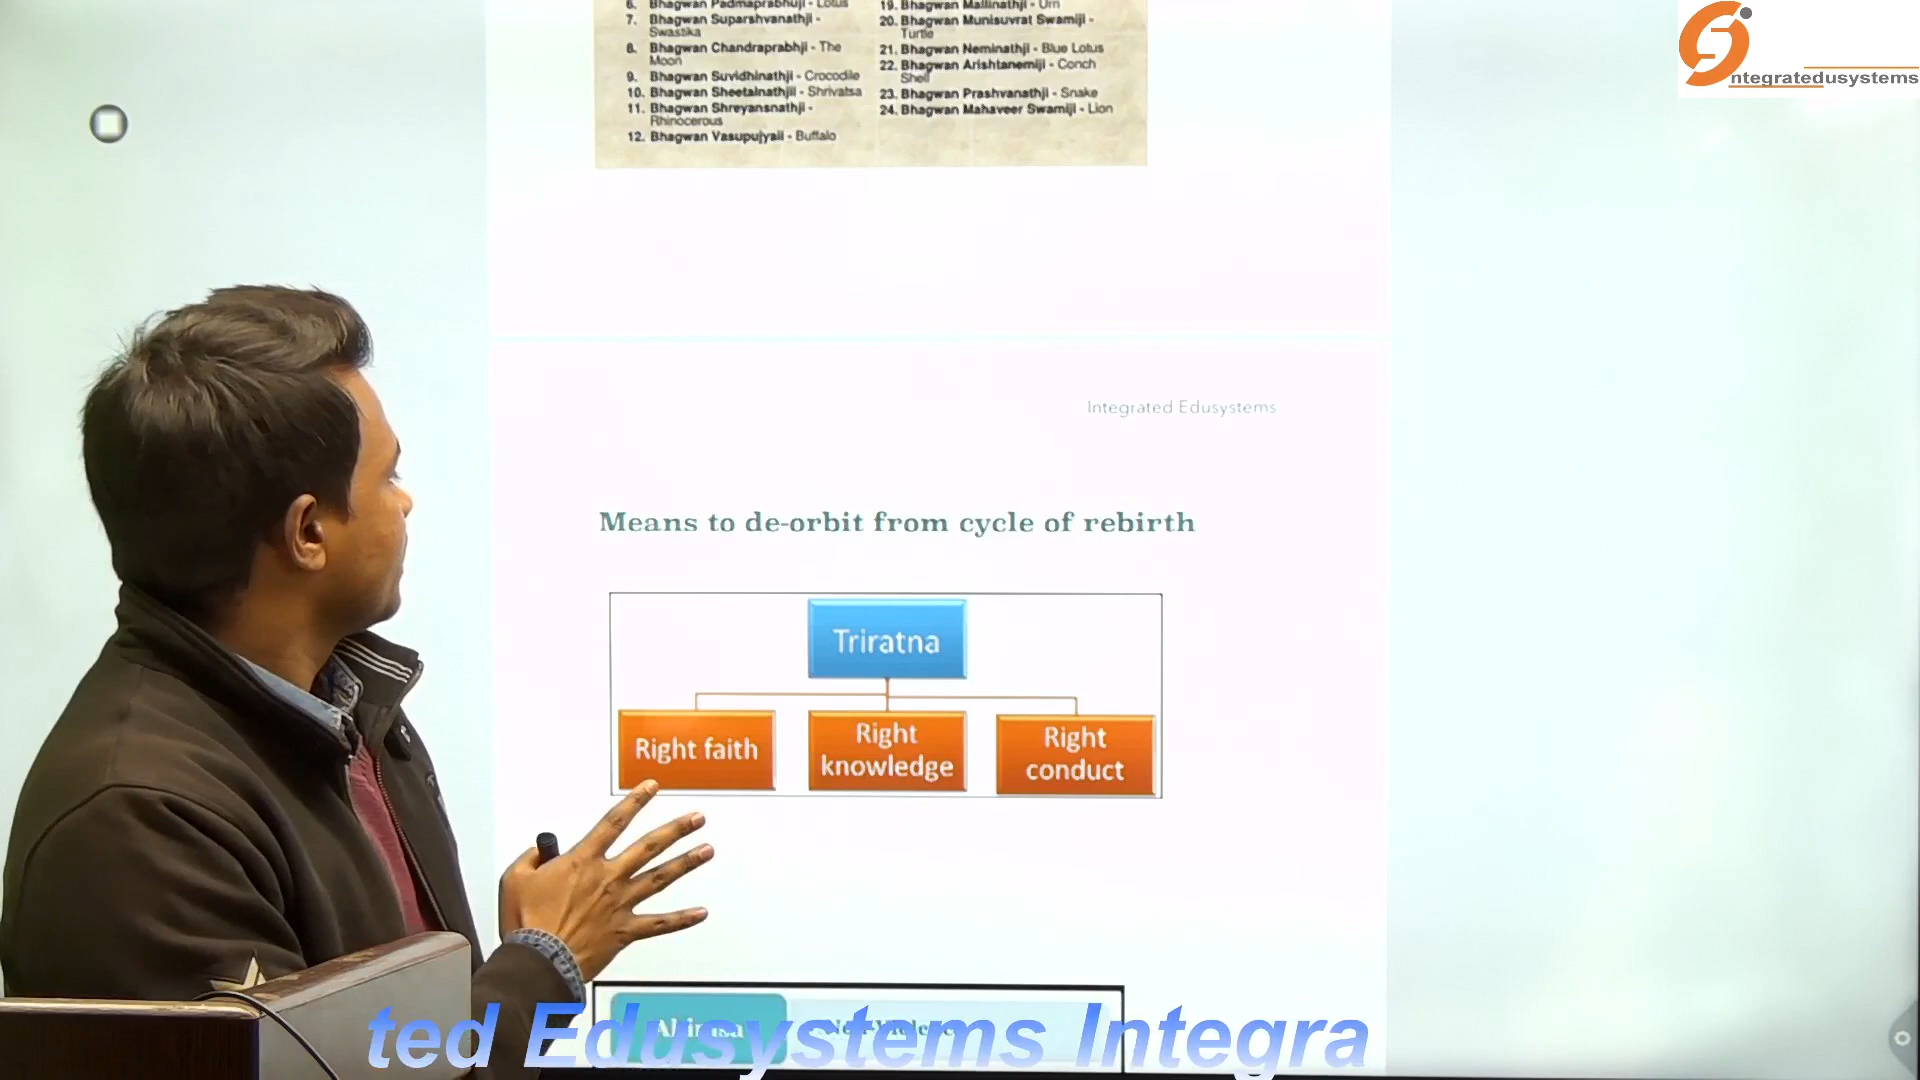 6. Bhagwan Padmaprabhuji - Lotus
7. Bhagwan Suparshvanathji -
Swastika
8. Bhagwan Chandraprabhji - The
Moon
9. Bhagwan Suvidhinathji - Crocodile
10. Bhagwan Sheetalnathjii - Shrivatsa
11. Bhagwan Shreyansnathji -
Rhinocerous
12. Bhagwan Vasupujyaii - Buffalo
19. Bhagwan Mallinathji - Urn
20. Bhagwan Munisuvrat Swamiji -
Turtle
21. Bhagwan Neminathji - Blue Lotus
22. Bhagwan Arishtanemiji - Conch
Shell
23. Bhagwan Prashvanathji - Snake
24. Bhagwan Mahaveer Swamiji - Lion
ntegratedusystems
Integrated Edusystems
Means to de-orbit from cycle of rebirth
Triratna
Right faith
Right
knowledge
Right
conduct
ted Edusystems Integra